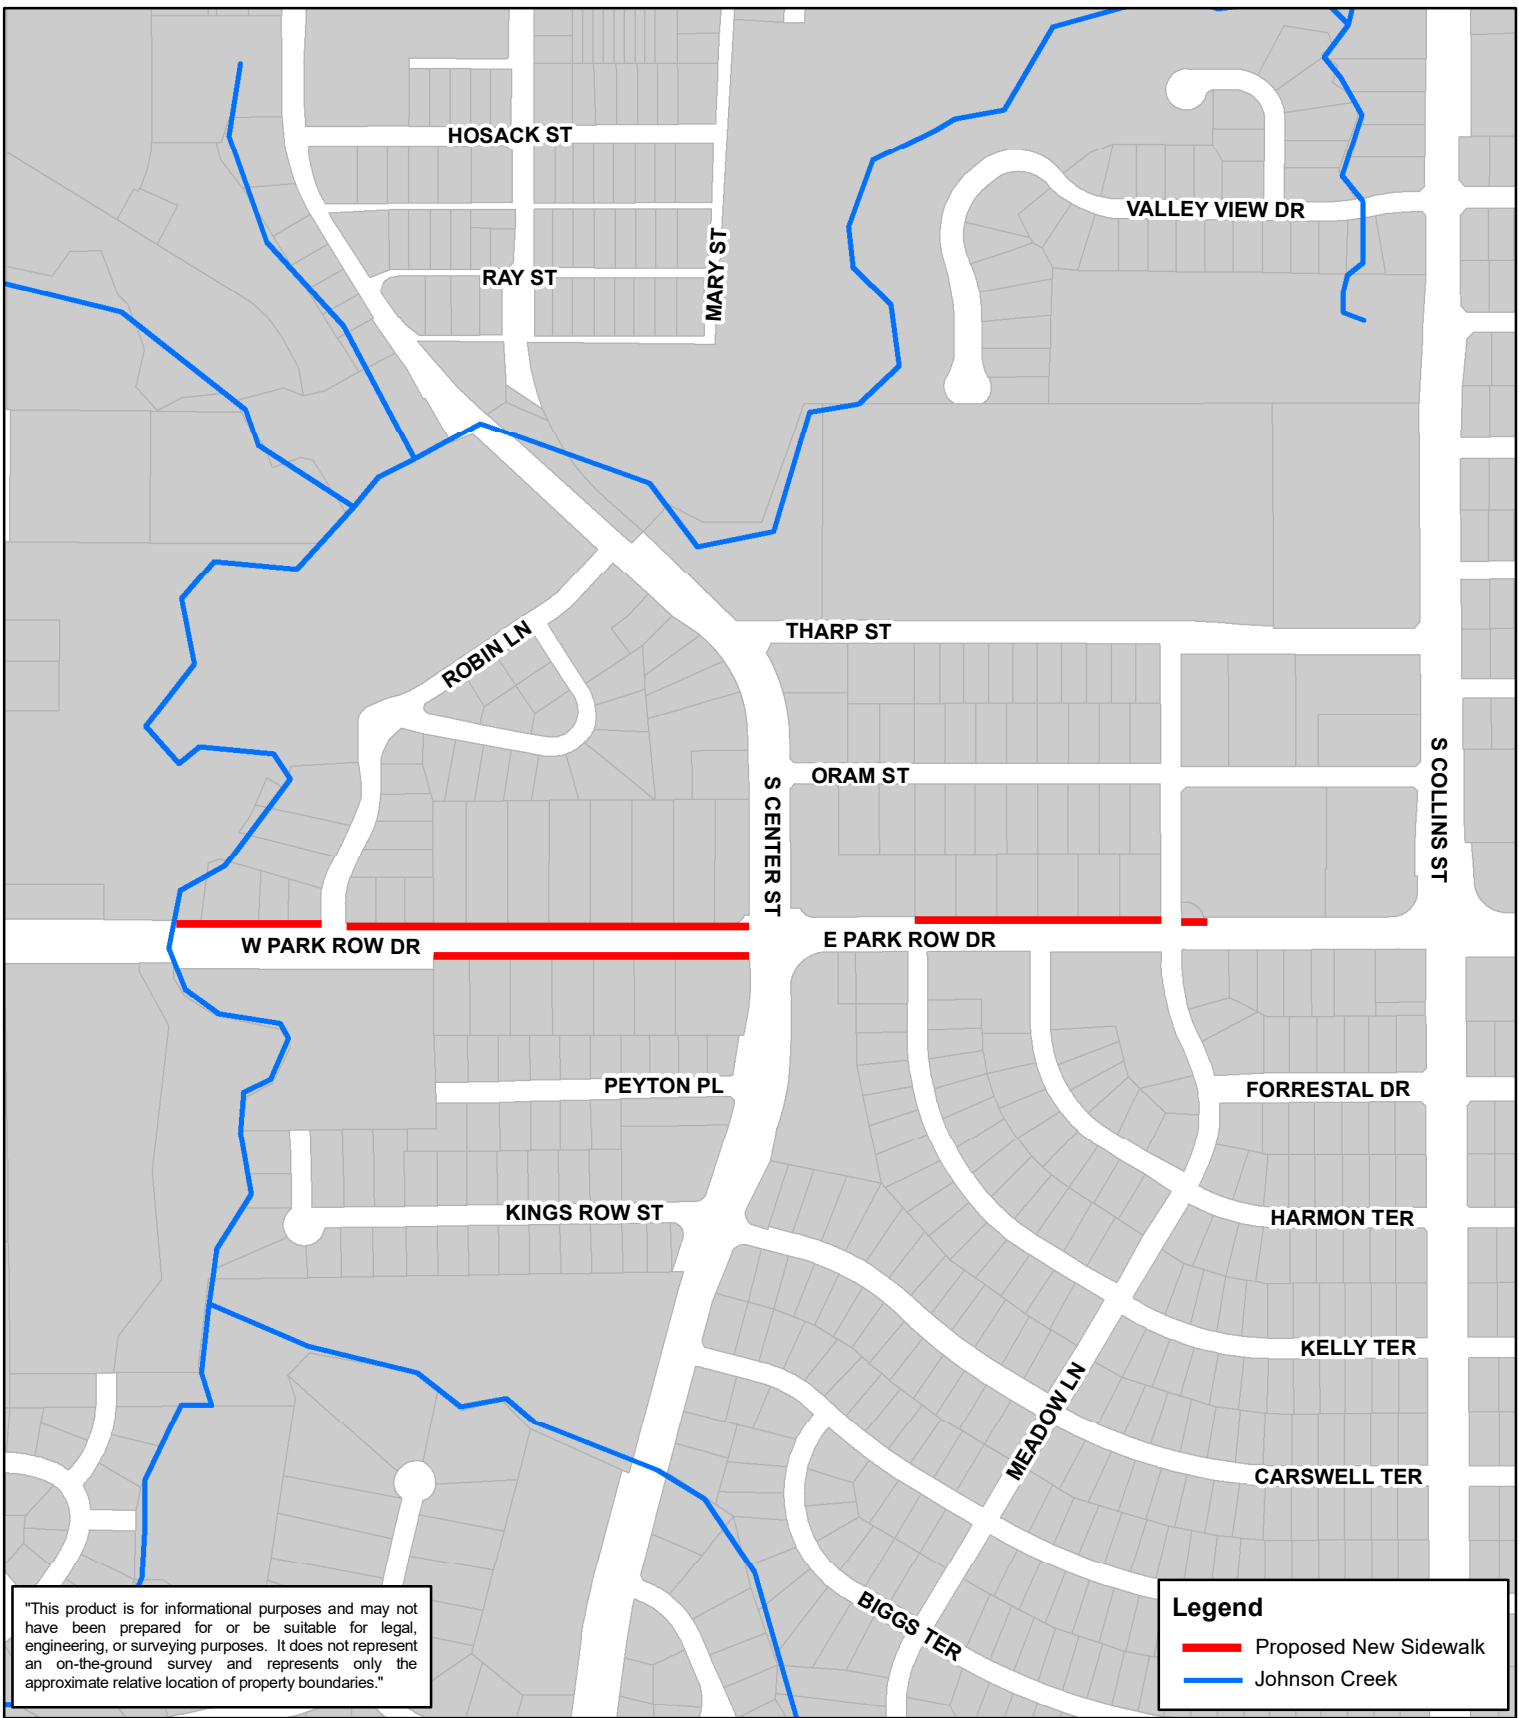 HOSACK ST
VALLEY VIEW DR
MARY ST
RAY ST
THARP ST
ROBIN LN
S COLLINS ST
ORAM ST
S CENTER ST
E PARK ROW DR
W PARK ROW DR
PEYTON PL
FORRESTAL DR
KINGS ROW ST
HARMON TER
KELLY TER
MEADOW LN
CARSWELL TER
BIGGS TER
"This product is for informational purposes and may not
have been prepared for or be suitable for legal,
engineering, or surveying purposes. It does not represent
an on-the-ground survey and represents only the
approximate relative location of property boundaries."
Legend
Proposed New Sidewalk
Johnson Creek